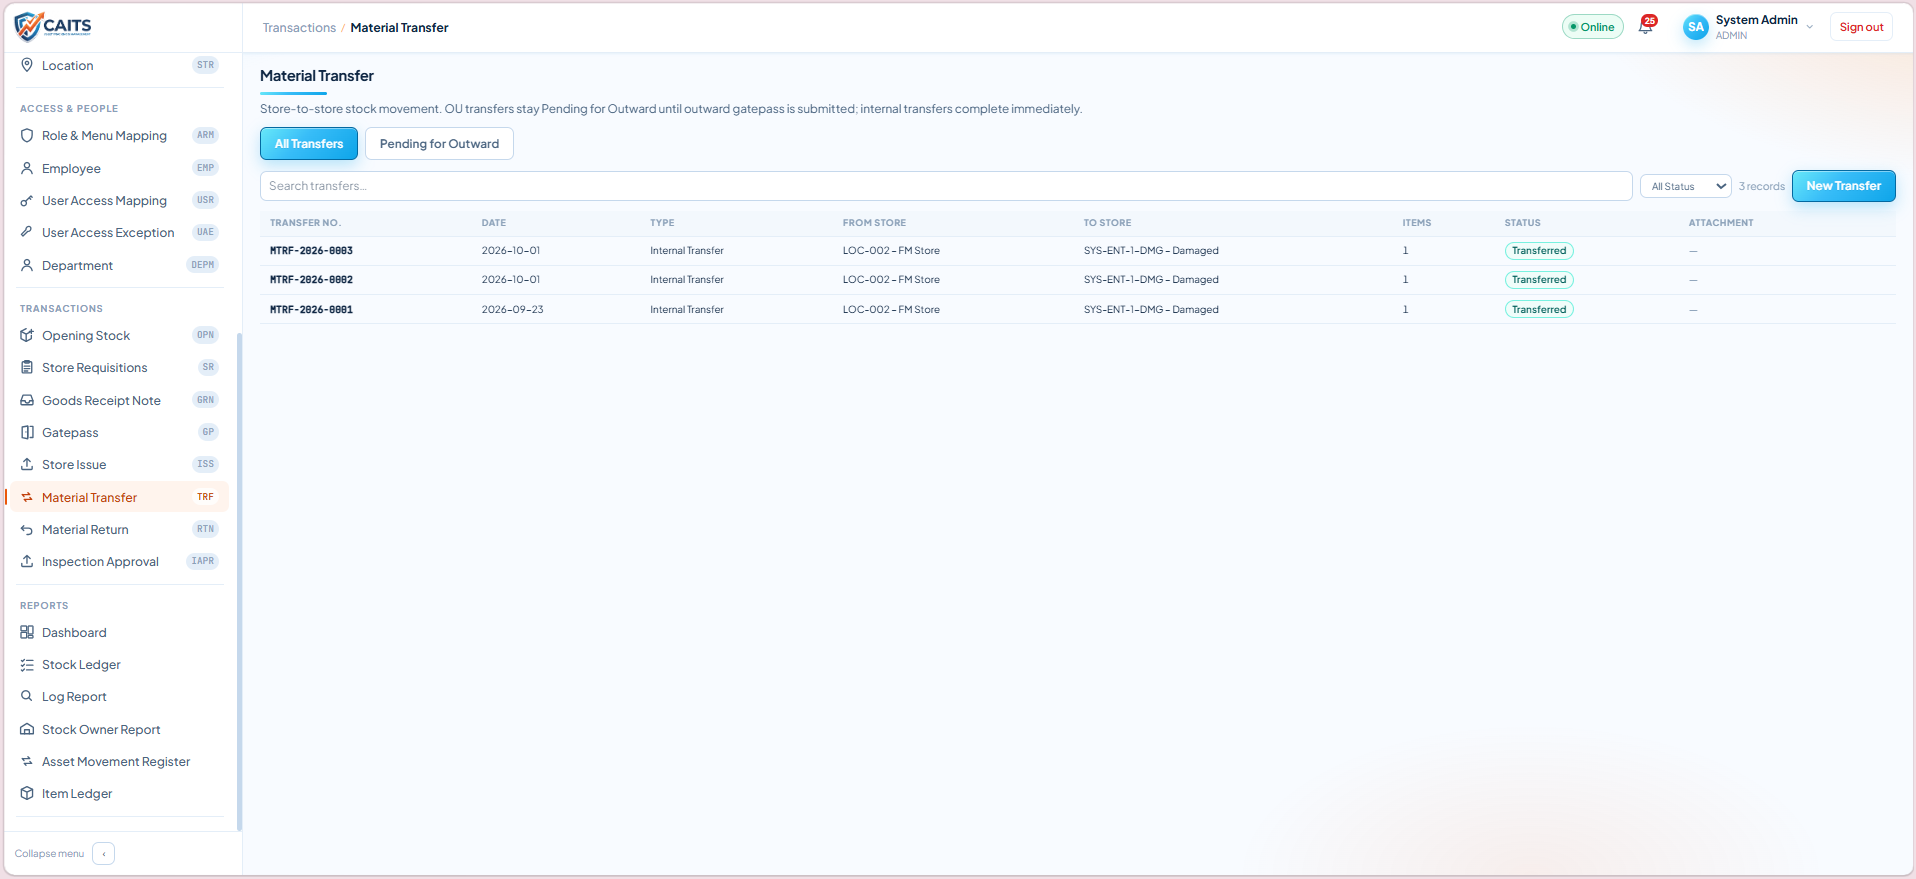 CAITS
Transactions / Material Transfer
Online
25
SA
System Admin
ADMIN
Sign out
Location STR
ACCESS & PEOPLE
Role & Menu Mapping ARM
Employee EMP
User Access Mapping USR
User Access Exception UAE
Department DEPM
TRANSACTIONS
Opening Stock OPN
Store Requisitions SR
Goods Receipt Note GRN
Gatepass GP
Store Issue ISS
Material Transfer TRF
Material Return RTN
Inspection Approval IAPR
REPORTS
Dashboard
Stock Ledger
Log Report
Stock Owner Report
Asset Movement Register
Item Ledger
Collapse menu ‹
Material Transfer
Store-to-store stock movement. OU transfers stay Pending for Outward until outward gatepass is submitted; internal transfers complete immediately.
All Transfers Pending for Outward
Search transfers... All Status 3 records New Transfer
TRANSFER NO. DATE TYPE FROM STORE TO STORE ITEMS STATUS ATTACHMENT
MTRF-2026-0003 2026-10-01 Internal Transfer LOC-002 - FM Store SYS-ENT-1-DMG - Damaged 1 Transferred —
MTRF-2026-0002 2026-10-01 Internal Transfer LOC-002 - FM Store SYS-ENT-1-DMG - Damaged 1 Transferred —
MTRF-2026-0001 2026-09-23 Internal Transfer LOC-002 - FM Store SYS-ENT-1-DMG - Damaged 1 Transferred —